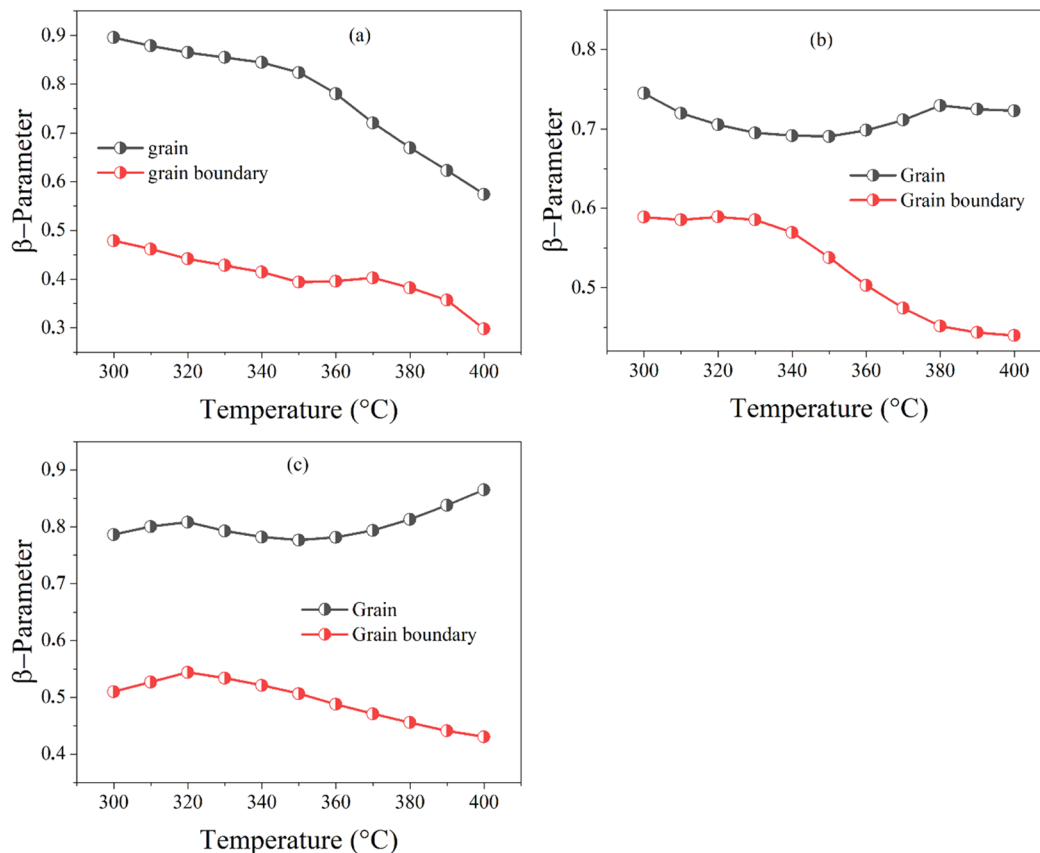 (a)
0.9
0.8
0.7
0.6
0.5
0.4
0.3
β−Parameter
grain
grain boundary
300 320 340 360 380 400
Temperature (°C)
(b)
0.8
0.7
0.6
0.5
β−Parameter
Grain
Grain boundary
300 320 340 360 380 400
Temperature (°C)
(c)
0.9
0.8
0.7
0.6
0.5
0.4
β−Parameter
Grain
Grain boundary
300 320 340 360 380 400
Temperature (°C)